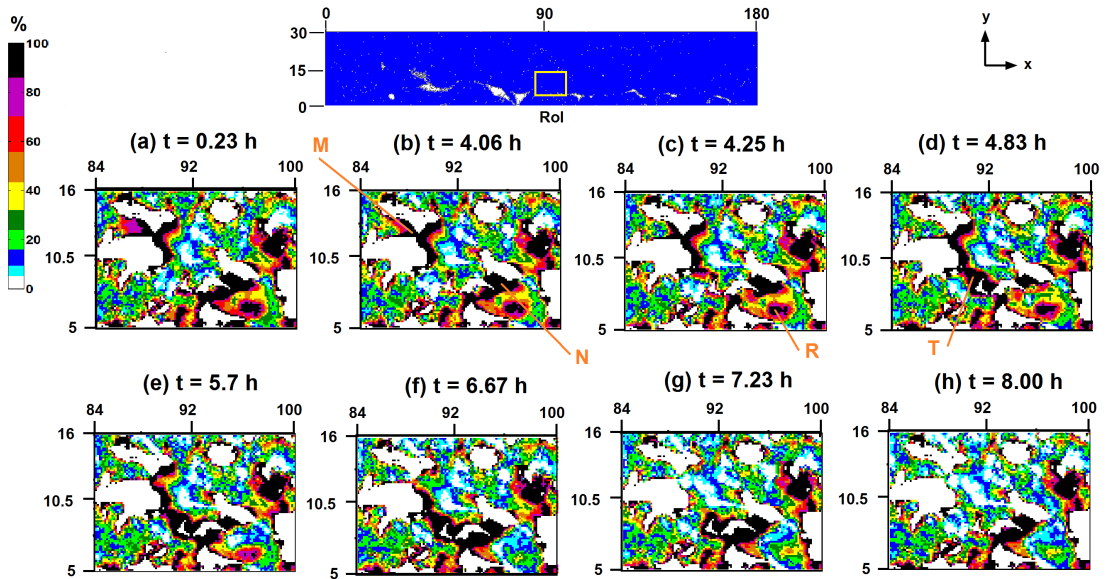 %
100
80
60
40
20
0
0 90 180
30
15
0
RoI
y
x
(a) t = 0.23 h
M
(b) t = 4.06 h
(c) t = 4.25 h
(d) t = 4.83 h
84 92 100
84 92 100
84 92 100
84 92 100
16
10.5
5
16
10.5
5
16
10.5
5
16
10.5
5
N
R
T
(e) t = 5.7 h
(f) t = 6.67 h
(g) t = 7.23 h
(h) t = 8.00 h
84 92 100
84 92 100
84 92 100
84 92 100
16
10.5
5
16
10.5
5
16
10.5
5
16
10.5
5